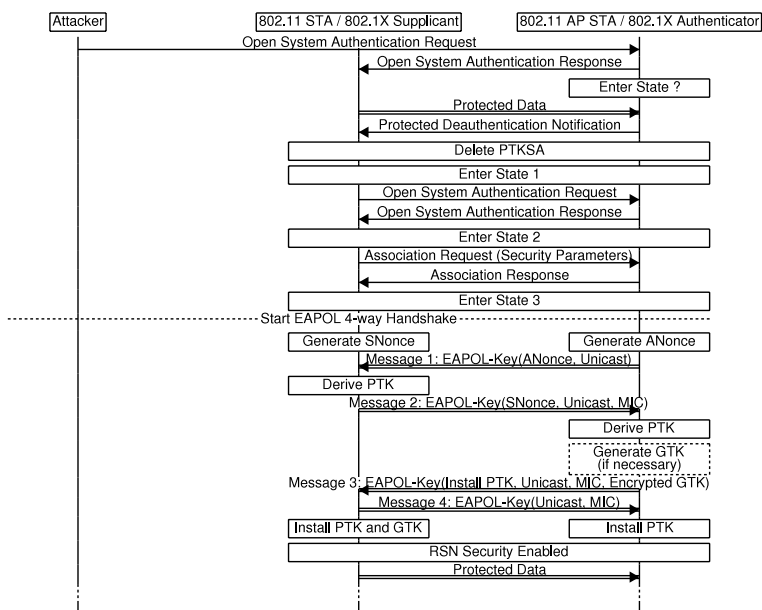 Attacker
802.11 STA / 802.1X Supplicant
802.11 AP STA / 802.1X Authenticator
Open System Authentication Request
Open System Authentication Response
Enter State ?
Protected Data
Protected Deauthentication Notification
Delete PTKSA
Enter State 1
Open System Authentication Request
Open System Authentication Response
Enter State 2
Association Request (Security Parameters)
Association Response
Enter State 3
Start EAPOL 4-way Handshake
Generate SNonce
Generate ANonce
Message 1: EAPOL-Key(ANonce, Unicast)
Derive PTK
Message 2: EAPOL-Key(SNonce, Unicast, MIC)
Derive PTK
Generate GTK
(if necessary)
Message 3: EAPOL-Key(Install PTK, Unicast, MIC, Encrypted GTK)
Message 4: EAPOL-Key(Unicast, MIC)
Install PTK and GTK
Install PTK
RSN Security Enabled
Protected Data